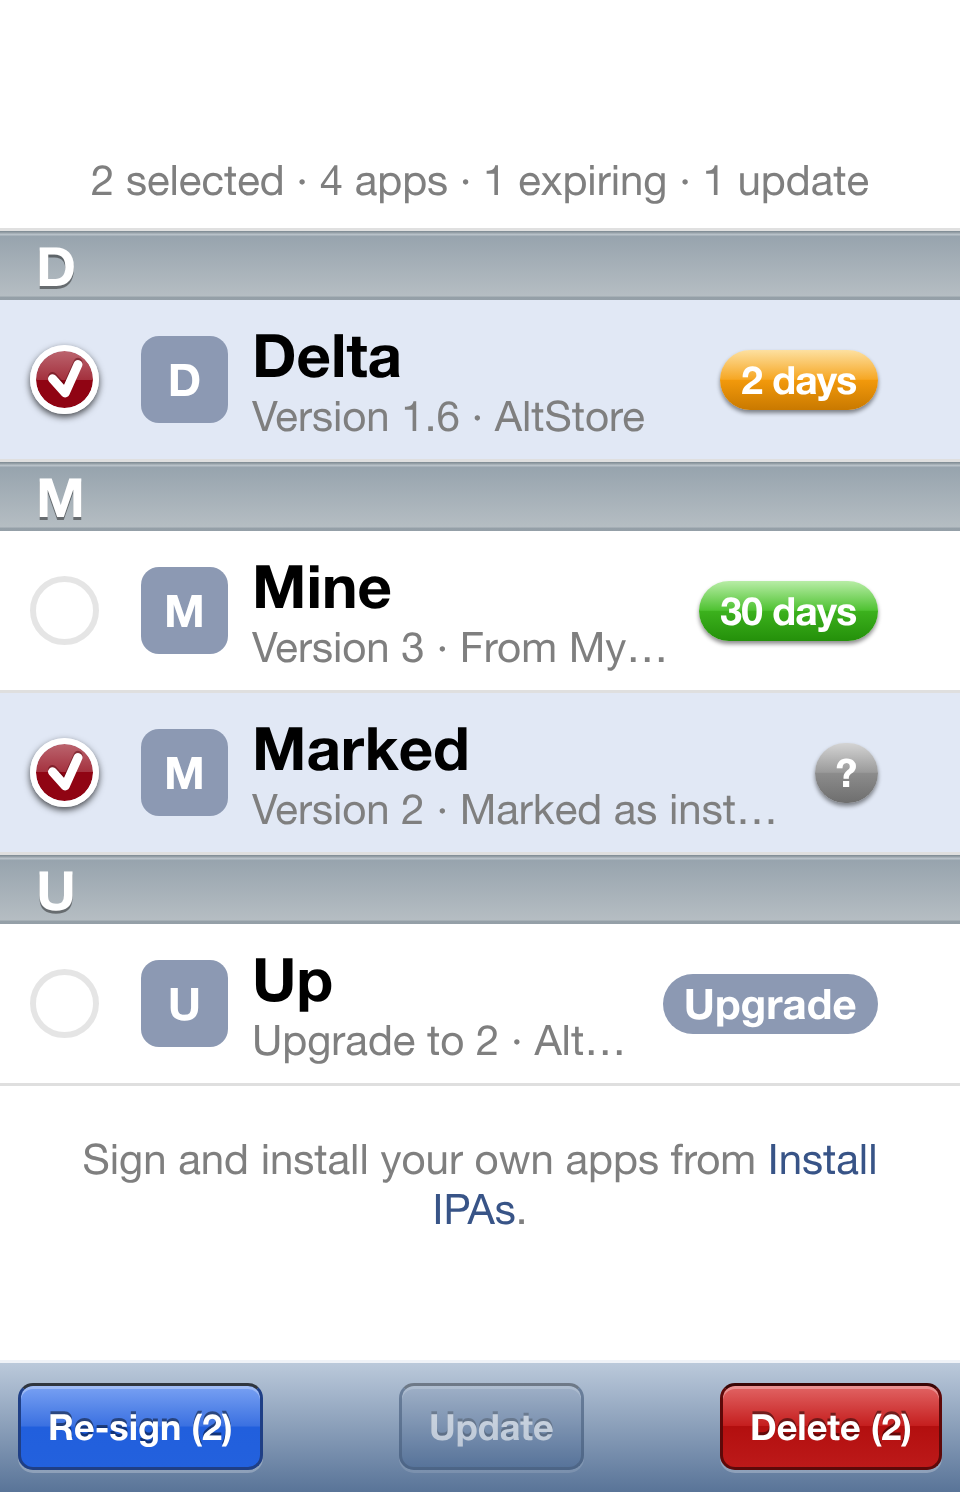 2 selected · 4 apps · 1 expiring · 1 update
D
D
Delta
Version 1.6 · AltStore
2 days
M
M
Mine
Version 3 · From My…
30 days
M
Marked
Version 2 · Marked as inst…
?
U
U
Up
Upgrade to 2 · Alt…
Upgrade
Sign and install your own apps from Install
IPAs.
Re-sign (2)
Update
Delete (2)